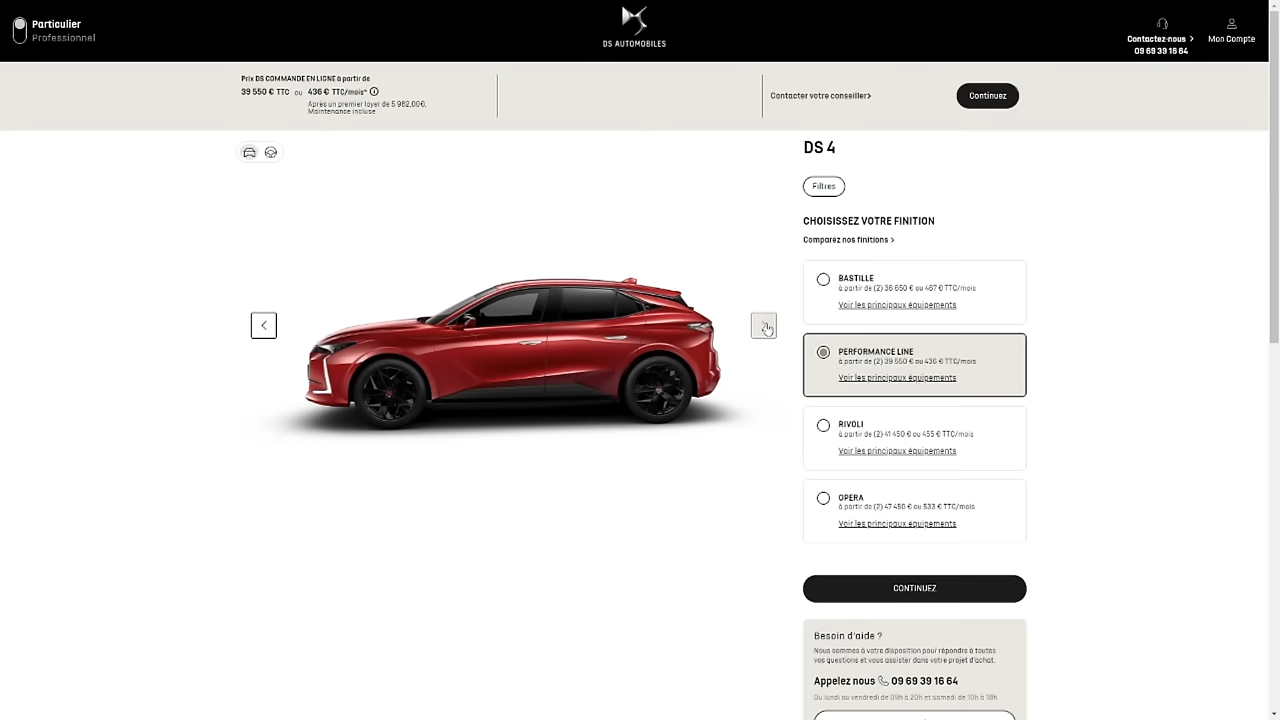 Particulier
Professionnel
DS AUTOMOBILES
Contactez-nous >
09 69 39 16 64
Mon Compte
Prix DS COMMANDE EN LIGNE à partir de
39 550 € TTC ou 436 € TTC/mois*
Après un premier loyer de 5 982,00€,
Maintenance incluse
Contacter votre conseiller>
Continuez
DS 4
Filtres
CHOISISSEZ VOTRE FINITION
Comparez nos finitions >
BASTILLE
à partir de (2) 36 650 € ou 467 € TTC/mois
Voir les principaux équipements
PERFORMANCE LINE
à partir de (2) 39 550 € ou 436 € TTC/mois
Voir les principaux équipements
RIVOLI
à partir de (2) 41 450 € ou 455 € TTC/mois
Voir les principaux équipements
OPERA
à partir de (2) 47 450 € ou 533 € TTC/mois
Voir les principaux équipements
CONTINUEZ
Besoin d'aide ?
Nous sommes à votre disposition pour répondre à toutes
vos questions et vous assister dans votre projet d'achat.
Appelez nous 09 69 39 16 64
Du lundi au vendredi de 09h à 20h et samedi de 10h à 18h